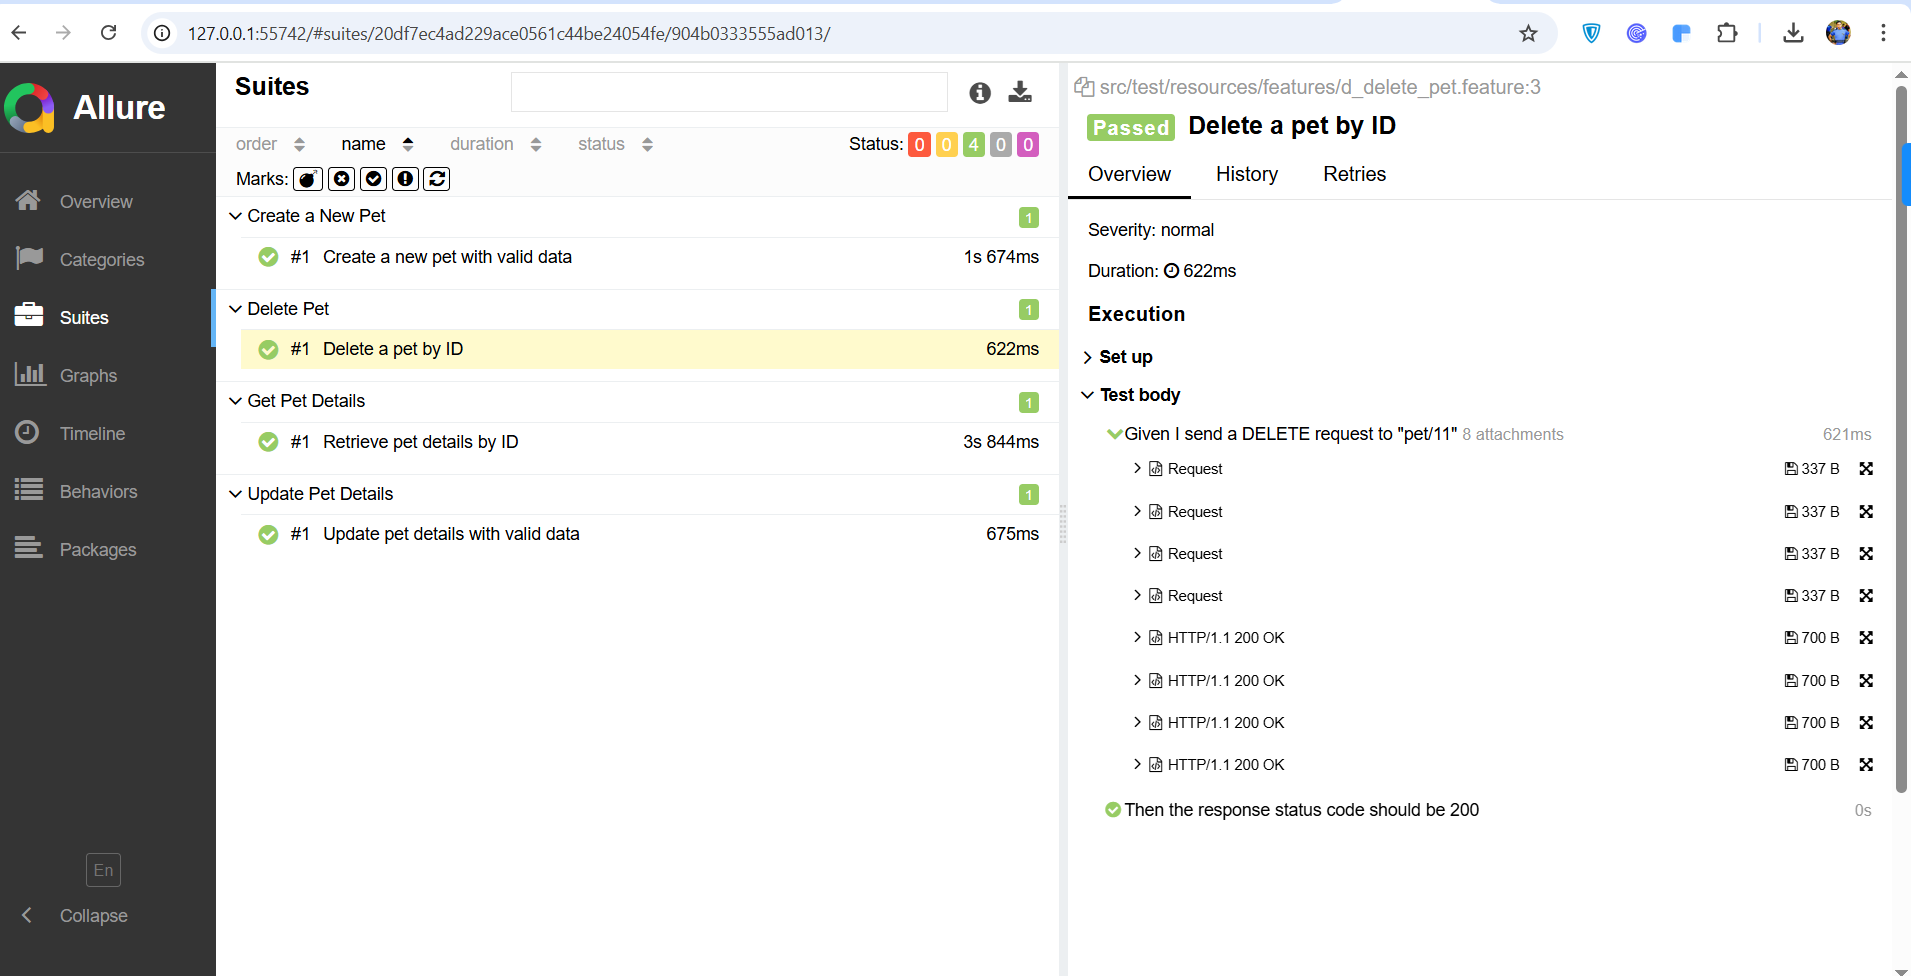 127.0.0.1:55742/#suites/20df7ec4ad229ace0561c44be24054fe/904b0333555ad013/
Allure
Overview
Categories
Suites
Graphs
Timeline
Behaviors
Packages
En
Collapse
Suites
order name duration status Status: 0 0 4 0 0
Marks:
Create a New Pet 1
#1 Create a new pet with valid data 1s 674ms
Delete Pet 1
#1 Delete a pet by ID 622ms
Get Pet Details 1
#1 Retrieve pet details by ID 3s 844ms
Update Pet Details 1
#1 Update pet details with valid data 675ms
src/test/resources/features/d_delete_pet.feature:3
Passed Delete a pet by ID
Overview History Retries
Severity: normal
Duration: 622ms
Execution
Set up
Test body
Given I send a DELETE request to "pet/11" 8 attachments 621ms
Request 337 B
Request 337 B
Request 337 B
Request 337 B
HTTP/1.1 200 OK 700 B
HTTP/1.1 200 OK 700 B
HTTP/1.1 200 OK 700 B
HTTP/1.1 200 OK 700 B
Then the response status code should be 200 0s